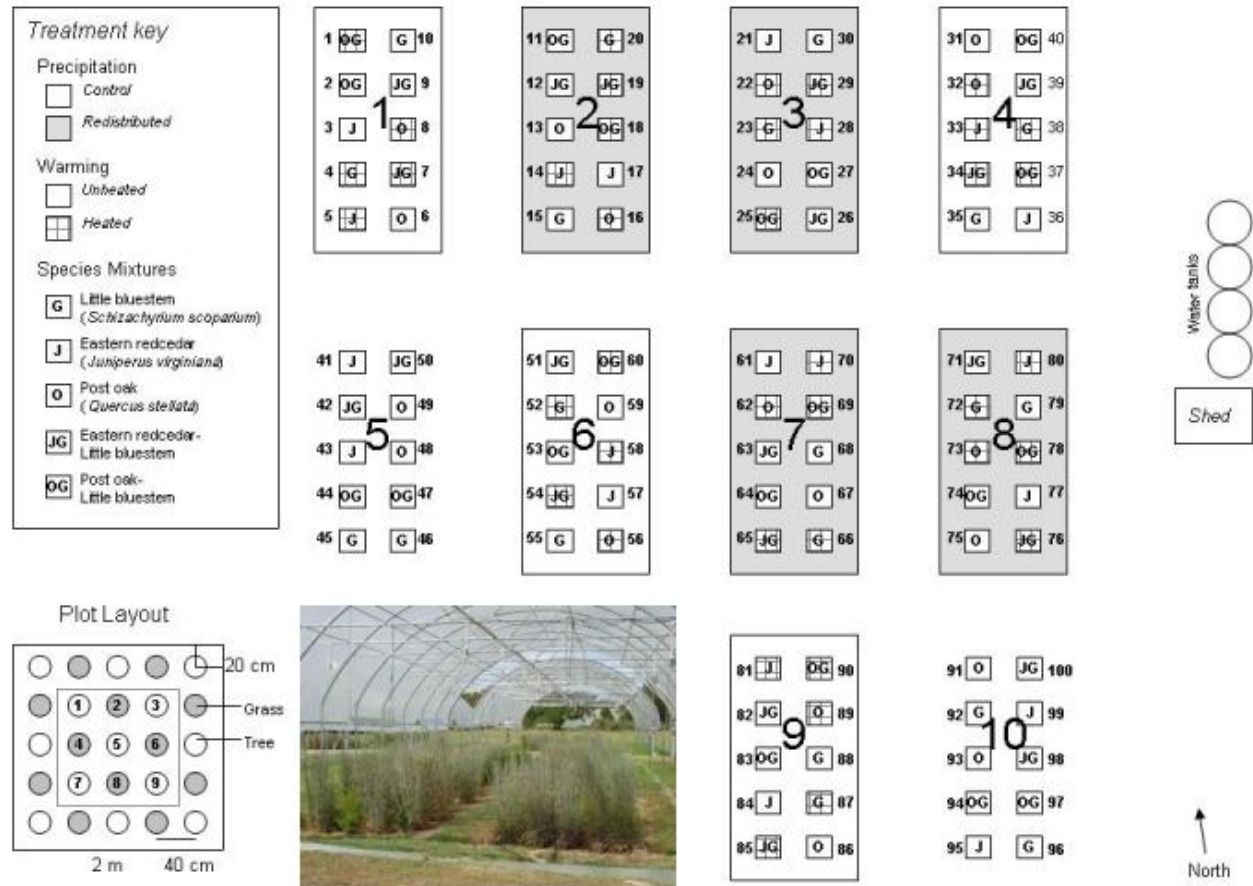 Treatment key
Precipitation
Control
Redistributed
Warming
Unheated
Heated
Species Mixtures
G Little bluestem
(Schizachyrium scoparium)
J Eastern redcedar
(Juniperus virginiana)
O Post oak
(Quercus stellata)
JG Eastern redcedar-
Little bluestem
OG Post oak-
Little bluestem
1 OG G 10
2 OG JG 9
1
3 J O 8
4 G JG 7
5 J O 6
11 OG G 20
12 JG JG 19
2
13 O OG 18
14 J J 17
15 G O 16
21 J G 30
22 O JG 29
3
23 G J 28
24 O OG 27
25 OG JG 26
31 O OG 40
32 O JG 39
4
33 J G 38
34 JG OG 37
35 G J 36
Water tanks
Shed
41 J JG 50
42 JG O 49
5
43 J O 48
44 OG OG 47
45 G G 46
51 JG OG 60
52 G O 59
6
53 OG J 58
54 JG J 57
55 G O 56
61 J J 70
62 O OG 69
7
63 JG G 68
64 OG O 67
65 JG G 66
71 JG J 80
72 G G 79
8
73 O OG 78
74 OG J 77
75 O JG 76
Plot Layout
20 cm
Grass
Tree
1 2 3
4 5 6
7 8 9
2 m 40 cm
81 J OG 90
82 JG O 89
9
83 OG G 88
84 J G 87
85 JG O 86
91 O JG 100
92 G J 99
10
93 O JG 98
94 OG OG 97
95 J G 96
North